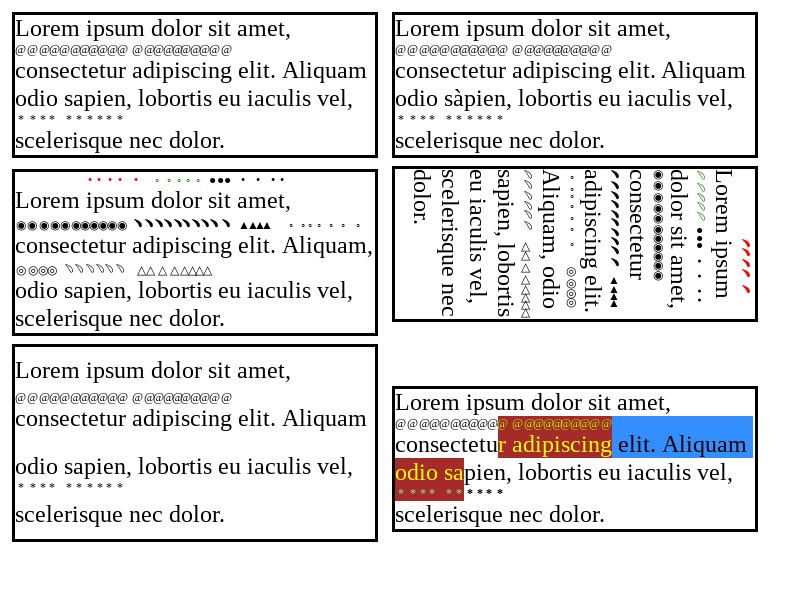 Lorem ipsum dolor sit amet,
consectetur adipiscing elit. Aliquam
odio sapien, lobortis eu iaculis vel,
scelerisque nec dolor.
Lorem ipsum dolor sit amet,
consectetur adipiscing elit. Aliquam
odio sàpien, lobortis eu iaculis vel,
scelerisque nec dolor.
Lorem ipsum dolor sit amet,
consectetur adipiscing elit. Aliquam,
odio sapien, lobortis eu iaculis vel,
scelerisque nec dolor.
Lorem ipsum
dolor sit amet,
consectetur
adipiscing elit.
Aliquam, odio
sapien, lobortis
eu iaculis vel,
scelerisque nec
dolor.
Lorem ipsum dolor sit amet,
consectetur adipiscing elit. Aliquam
odio sapien, lobortis eu iaculis vel,
scelerisque nec dolor.
Lorem ipsum dolor sit amet,
consectetur adipiscing elit. Aliquam
odio sapien, lobortis eu iaculis vel,
scelerisque nec dolor.